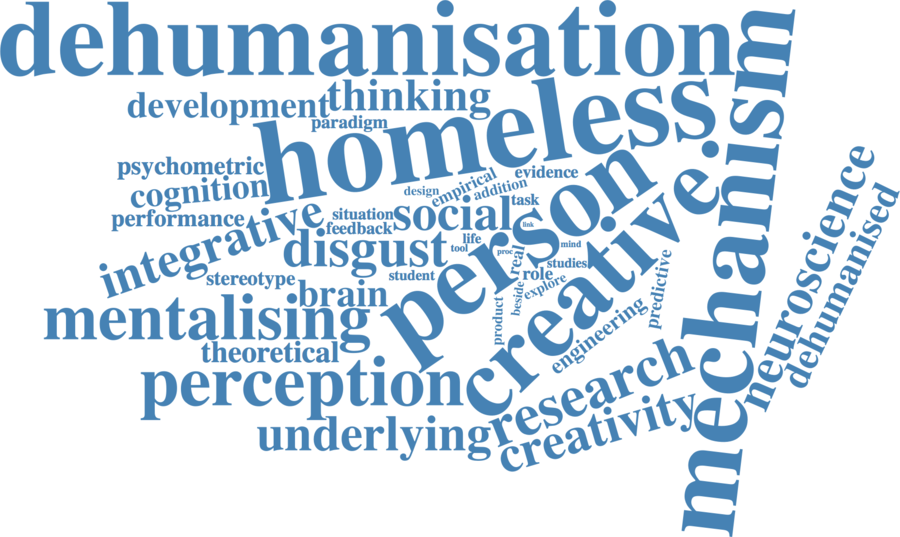 dehumanisation
mechanism
development
thinking
paradigm
homeless
psychometric
cognition
performance
integrative
design
empirical
addition
evidence
situation
feedback
social
task
person
link
disgust
tool
life
proc
real
mind
studies
stereotype
student
role
beside
explore
brain
creative
predictive
neuroscience
dehumanised
mentalising
product
engineering
theoretical
perception
research
underlying
creativity